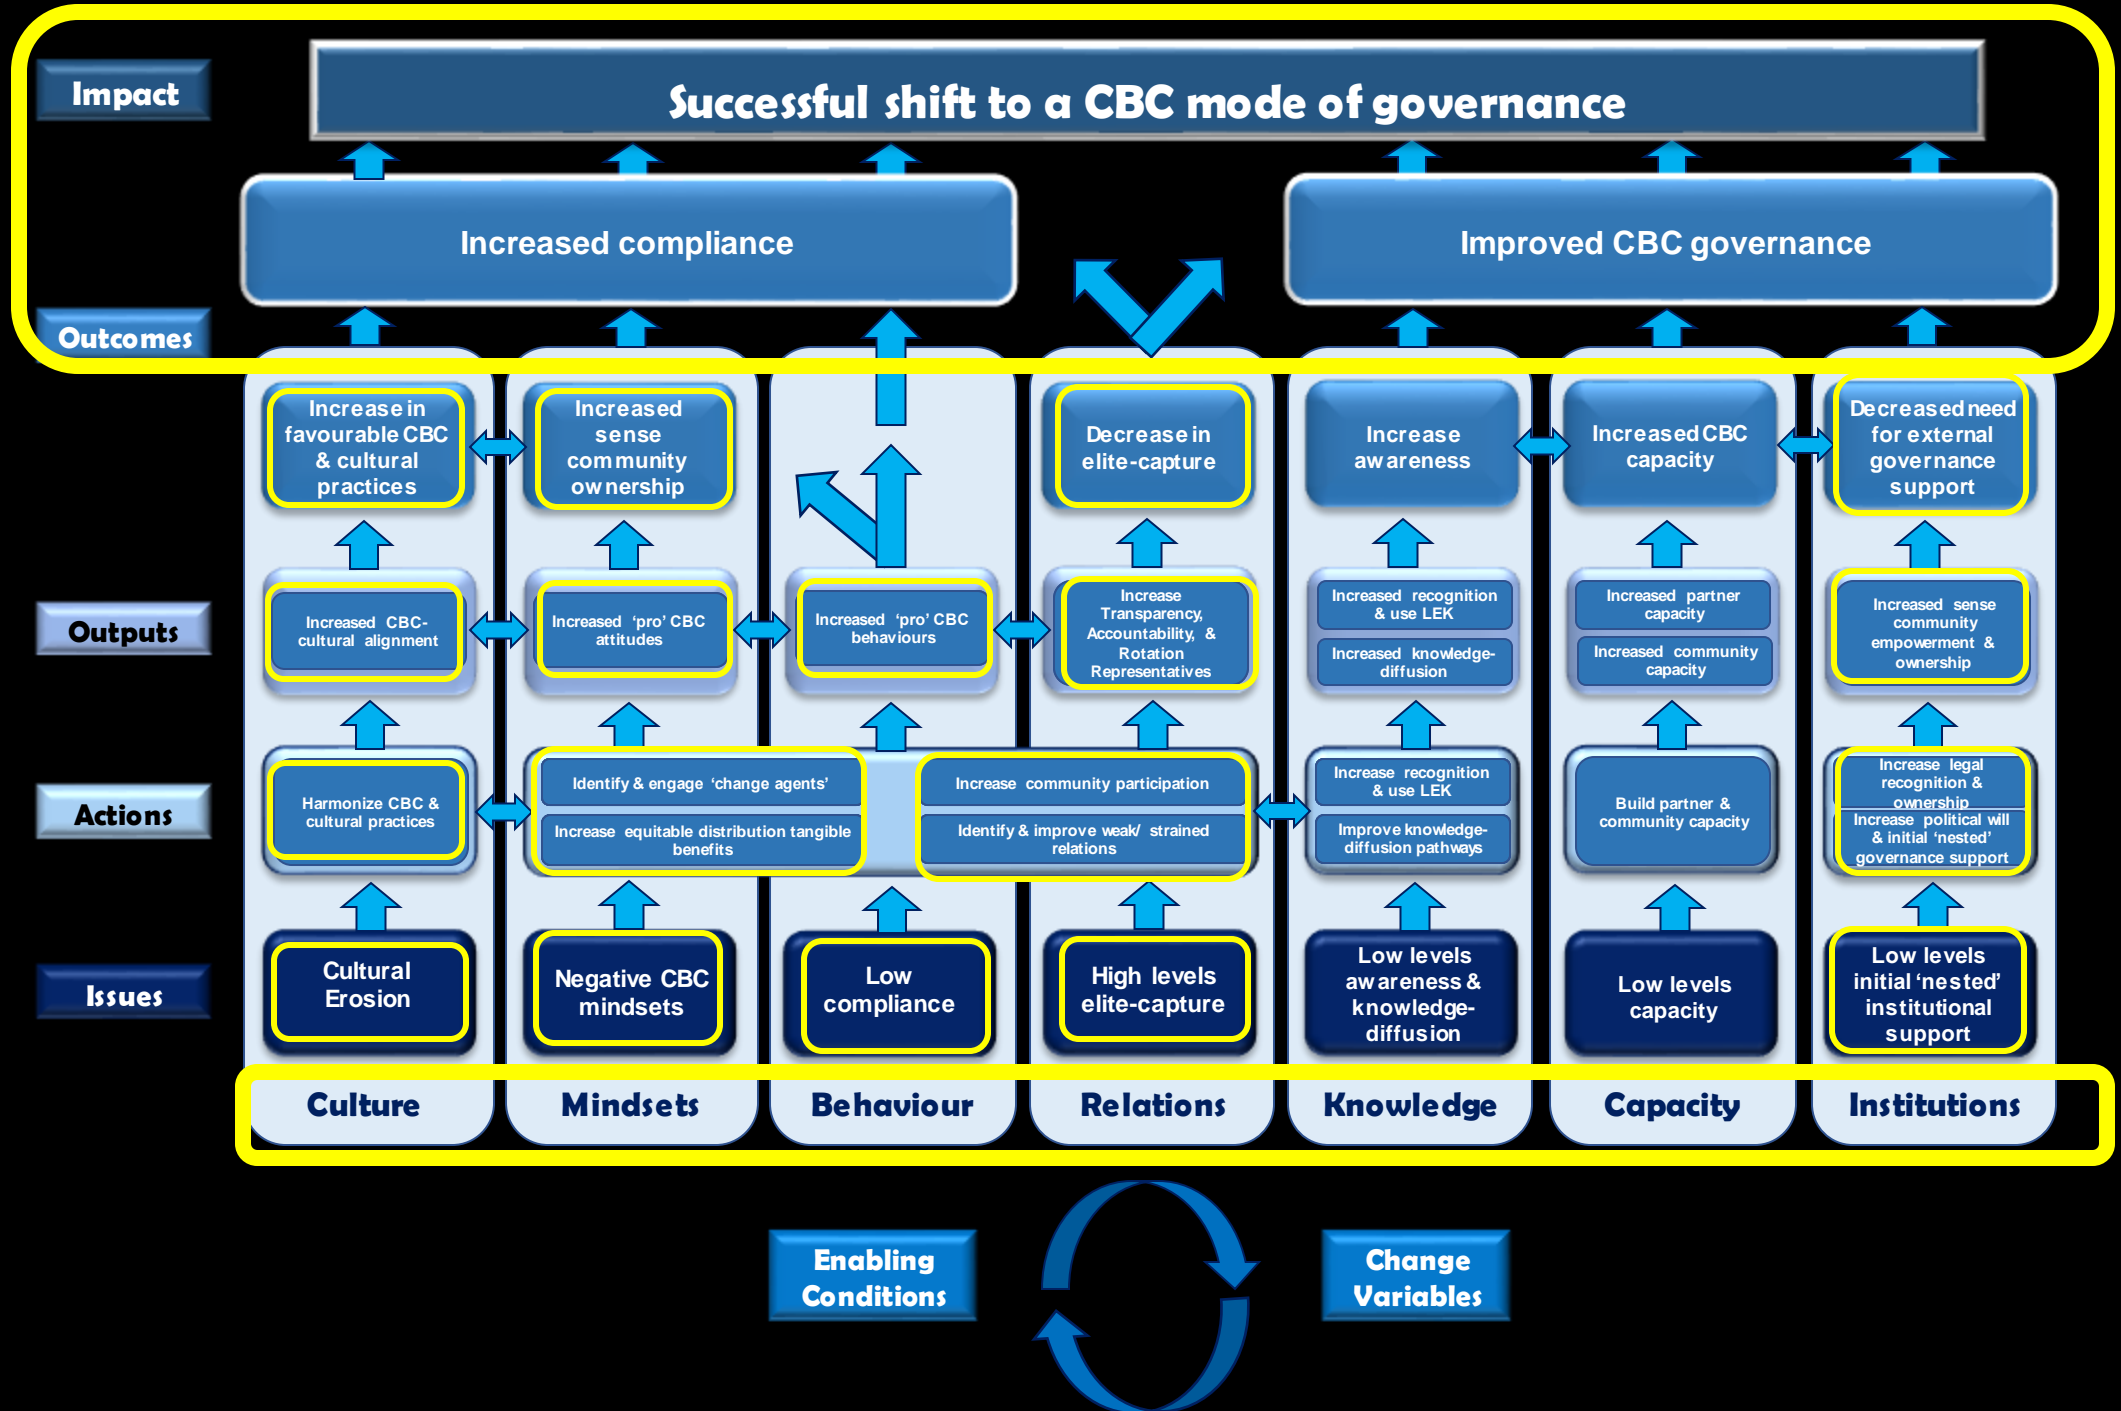 Impact
Successful shift to a CBC mode of governance
Increased compliance
Improved CBC governance
Outcomes
Increase in
favourable CBC
& cultural
practices
Increased
sense
community
ownership
Decrease in
elite-capture
Increase
awareness
Increased CBC
capacity
Decreased need
for external
governance
support
Outputs
Increased CBC-
cultural alignment
Increased 'pro' CBC
attitudes
Increased 'pro' CBC
behaviours
Increase
Transparency,
Accountability, &
Rotation
Representatives
Increased recognition
& use LEK
Increased knowledge-
diffusion
Increased partner
capacity
Increased community
capacity
Increased sense
community
empowerment &
ownership
Actions
Harmonize CBC &
cultural practices
Identify & engage 'change agents'
Increase equitable distribution tangible
benefits
Increase community participation
Identify & improve weak/ strained
relations
Increase recognition
& use LEK
Improve knowledge-
diffusion pathways
Build partner &
community capacity
Increase legal
recognition &
ownership
Increase political will
& initial 'nested'
governance support
Issues
Cultural
Erosion
Negative CBC
mindsets
Low
compliance
High levels
elite-capture
Low levels
awareness &
knowledge-
diffusion
Low levels
capacity
Low levels
initial 'nested'
institutional
support
Culture
Mindsets
Behaviour
Relations
Knowledge
Capacity
Institutions
Enabling
Conditions
Change
Variables